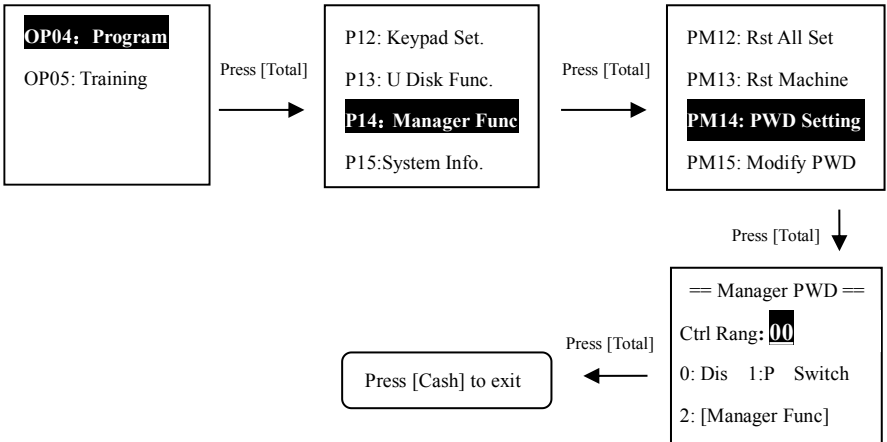 OP04：Program
OP05: Training
Press [Total]
P12: Keypad Set.
P13: U Disk Func.
P14：Manager Func
P15:System Info.
Press [Total]
PM12: Rst All Set
PM13: Rst Machine
PM14: PWD Setting
PM15: Modify PWD
Press [Total]
== Manager PWD ==
Ctrl Rang: 00
0: Dis 1:P Switch
2: [Manager Func]
Press [Total]
Press [Cash] to exit